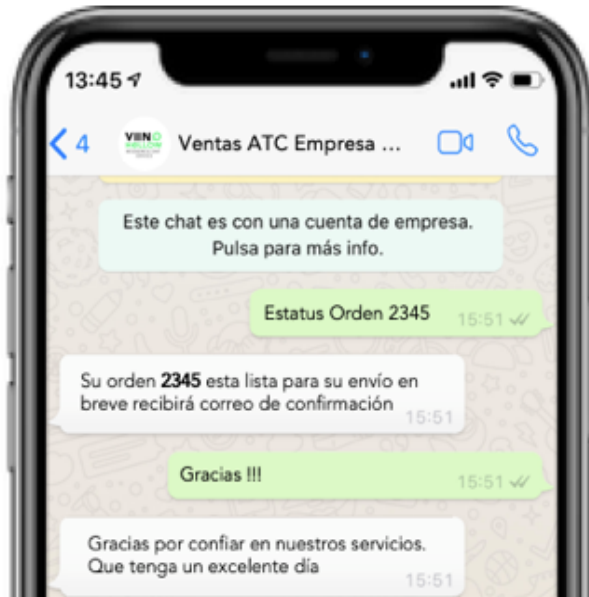 13:45
4
VIINO
HELLOW
Ventas ATC Empresa ...
Este chat es con una cuenta de empresa.
Pulsa para más info.
Estatus Orden 2345
15:51
Su orden 2345 esta lista para su envío en
breve recibirá correo de confirmación
15:51
Gracias !!!
15:51
Gracias por confiar en nuestros servicios.
Que tenga un excelente día
15:51